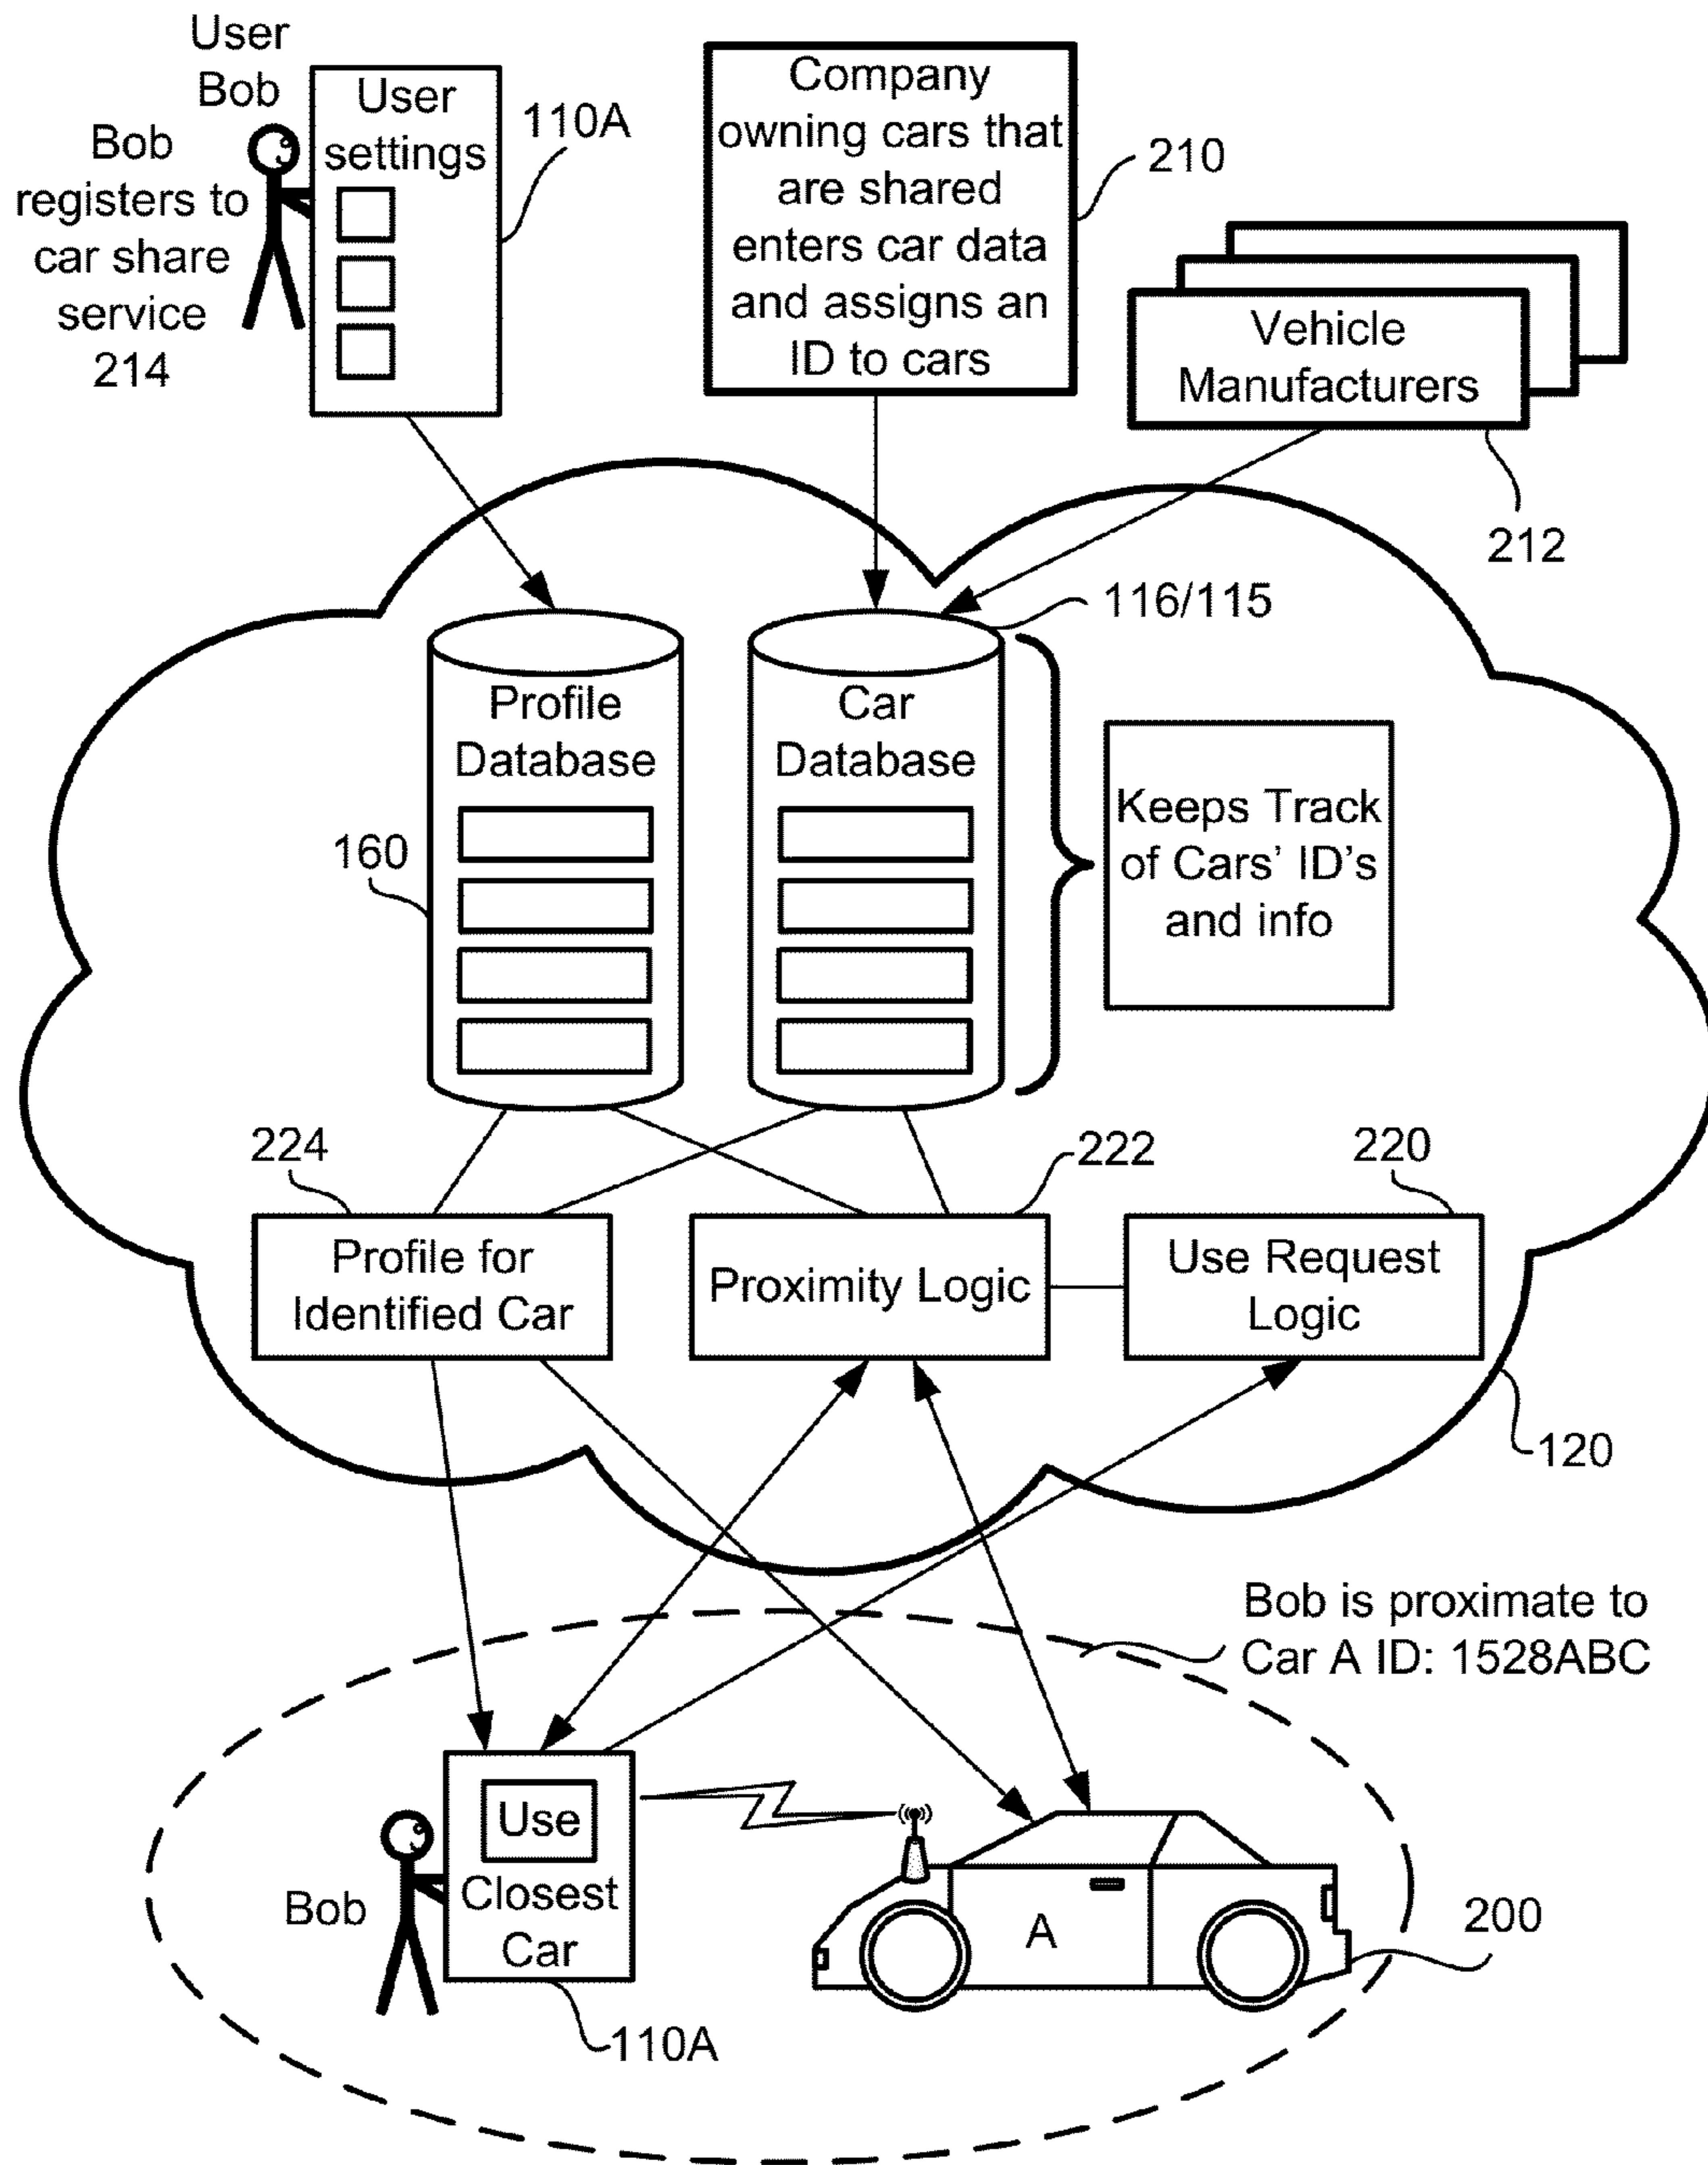 User
Bob
Bob
registers to
car share
service
214
User
settings
110A
Company
owning cars that
are shared
enters car data
and assigns an
ID to cars
210
Vehicle
Manufacturers
212
116/115
Profile
Database
Car
Database
160
Keeps Track
of Cars’ ID’s
and info
224
222
220
Profile for
Identified Car
Proximity Logic
Use Request
Logic
120
Bob is proximate to
Car A ID: 1528ABC
Use
Closest
Car
Bob
A
200
110A